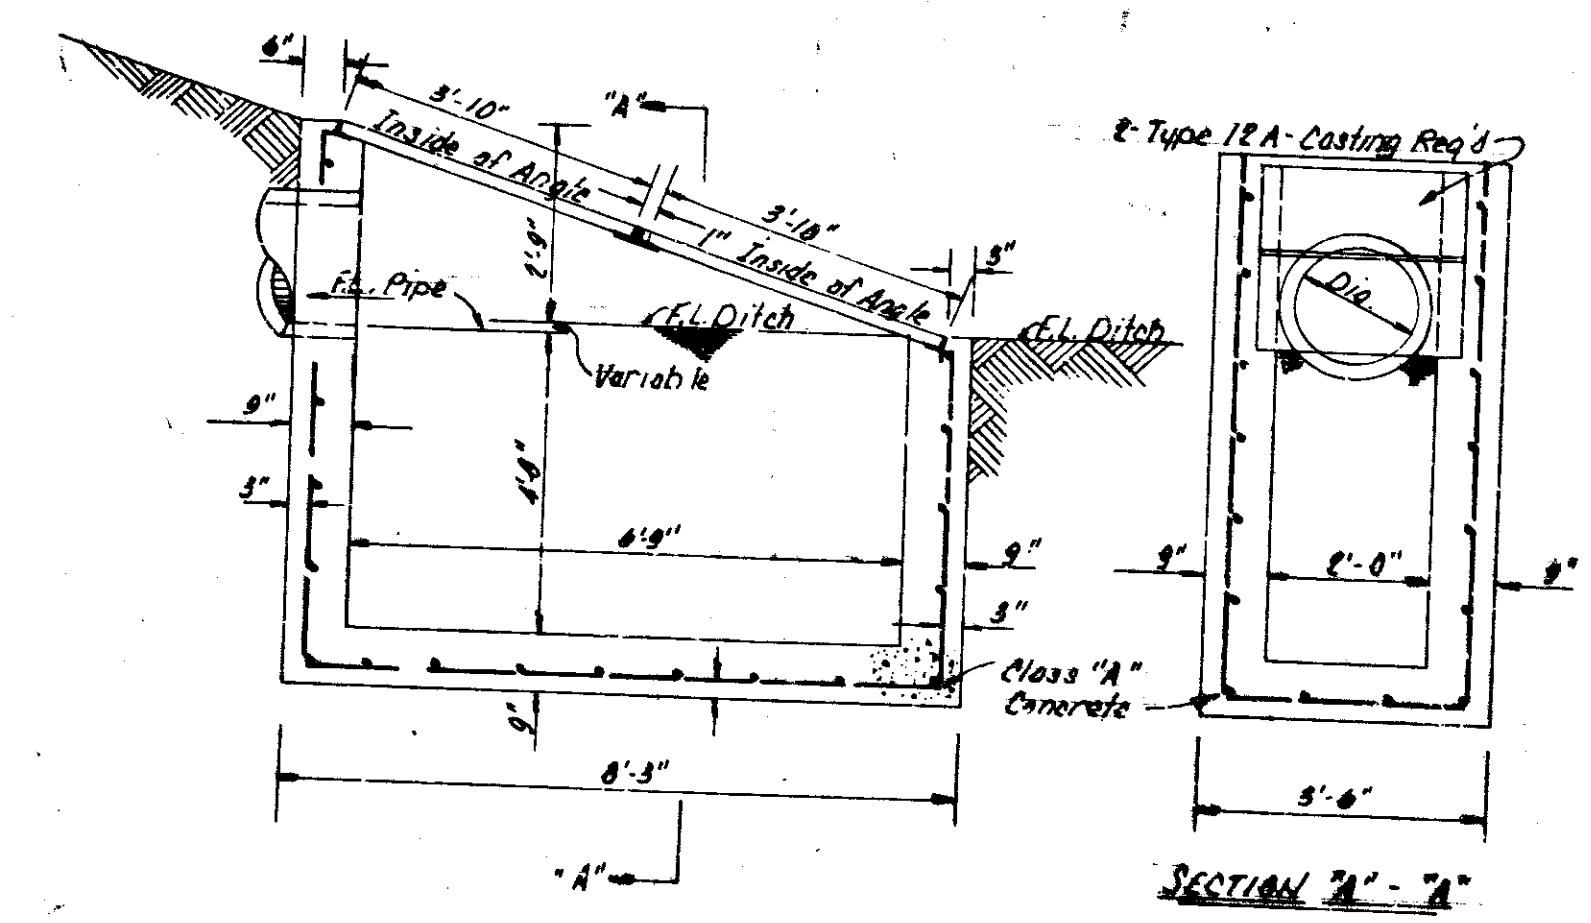 6"
3'-10"
Inside of Angle
"A"
2- Type 12A-Casting Req'd
1" Inside of Angle
3'-10"
2'-9"
3"
F.L. Pipe
F.L. Ditch
F.L. Ditch
Dia.
Variable
9"
4'-0"
3"
6'-9"
9"
9"
2'-0"
9"
3"
Class "A"
Concrete
9"
8'-3"
3'-6"
"A"
SECTION "A" - "A"